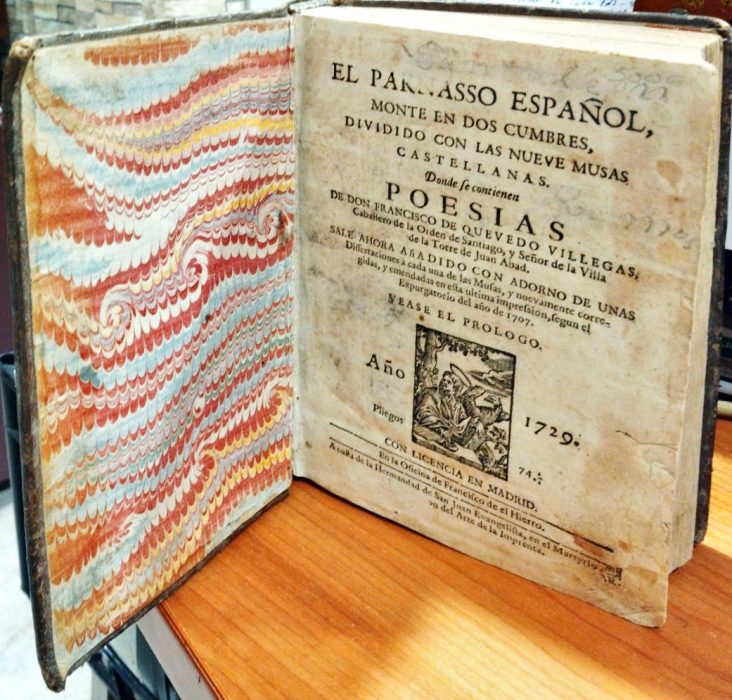 EL PARNASSO ESPAÑOL,
MONTE EN DOS CUMBRES,
DIVIDIDO CON LAS NUEVE MUSAS
CASTELLANAS.
Donde ſe contienen
POESIAS
DE DON FRANCISCO DE QUEVEDO VILLEGAS,
Caballero de la Orden de Santiago, y Señor de la Villa
de la Torre de Juan Abad.
SALE AHORA AñADIDO CON ADORNO DE UNAS
Diſſertaciones à cada una de las Muſas, y nuevamente corre-
gidas, y emendadas en eſta ultima impreſsion, ſegun el
Expurgatorio del año de 1707.
VEASE EL PROLOGO.
Año 1729.
Pliegos 74.
CON LICENCIA EN MADRID.
En la Oficina de Franciſco de el Hierro.
A coſta de la Hermandad de San Juan Evangeliſta, en el Martyrio
del Arte de la Imprenta.